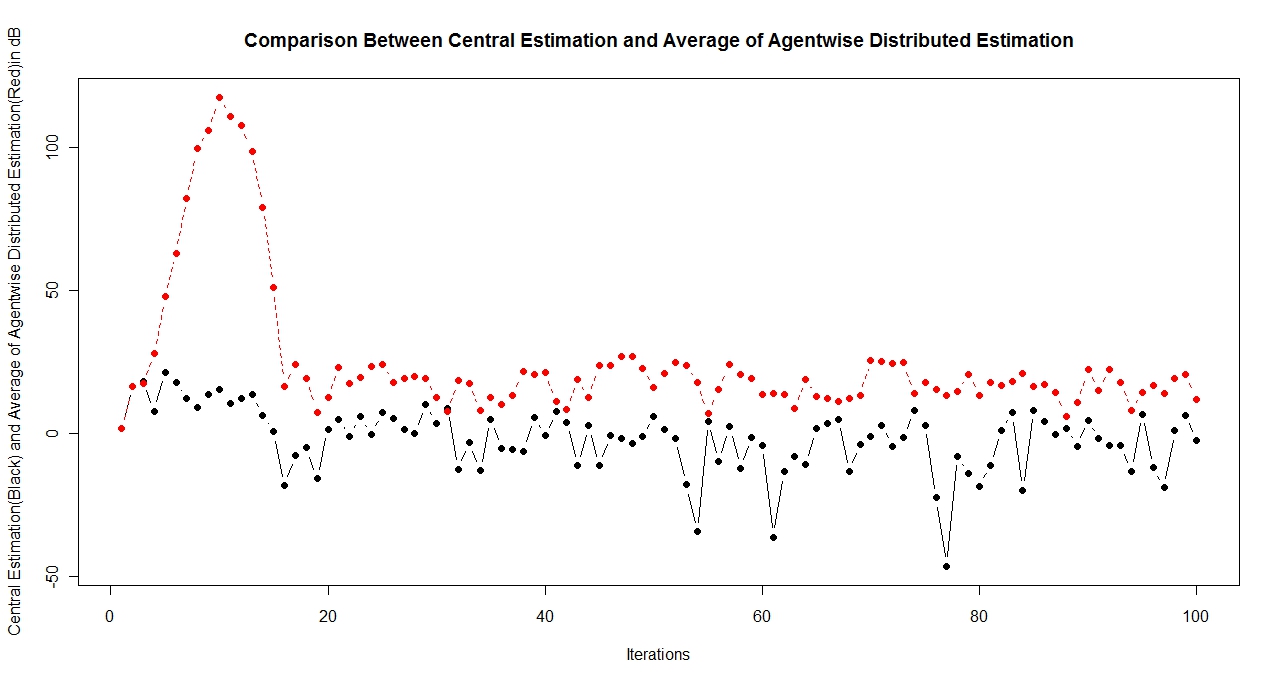 Comparison Between Central Estimation and Average of Agentwise Distributed Estimation
Central Estimation(Black) and Average of Agentwise Distributed Estimation(Red)in dB
100
50
0
-50
0 20 40 60 80 100
Iterations